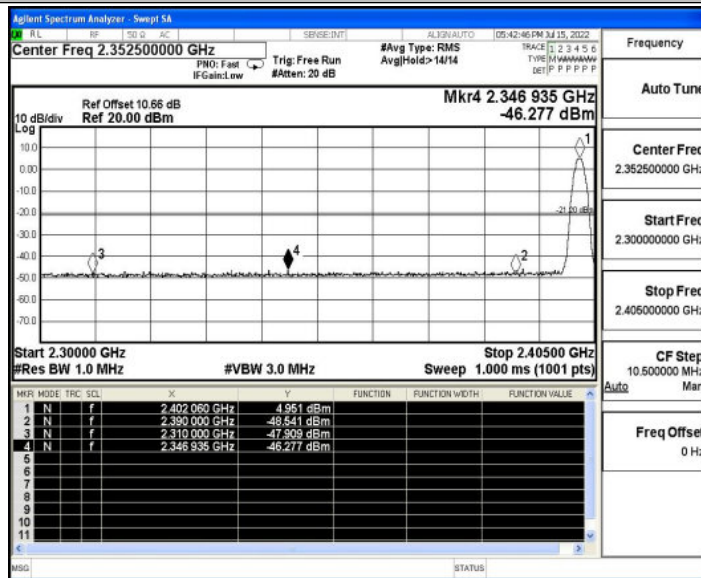 Agilent Spectrum Analyzer - Swept SA
RL RF 50 Ω AC SENSE:INT ALIGN AUTO 05:42:46 PM Jul 15, 2022
Center Freq 2.352500000 GHz
PNO: Fast
IFGain:Low
Trig: Free Run
#Atten: 20 dB
#Avg Type: RMS
Avg|Hold:> 14/14
TRACE 1 2 3 4 5 6
TYPE M
DET P P P P P P
Frequency
Auto Tune
Mkr4 2.346 935 GHz
-46.277 dBm
Ref Offset 10.66 dB
10 dB/div Ref 20.00 dBm
Log
10.0
0.00
-10.0
-20.0
-30.0
-40.0
-50.0
-60.0
-70.0
1
-21.20 dBm
3
4
2
Center Freq
2.352500000 GHz
Start Freq
2.300000000 GHz
Stop Freq
2.405000000 GHz
Start 2.30000 GHz Stop 2.40500 GHz
#Res BW 1.0 MHz #VBW 3.0 MHz Sweep 1.000 ms (1001 pts)
CF Step
10.500000 MHz
Auto Man
Freq Offset
0 Hz
MKR MODE TRC SCL X Y FUNCTION FUNCTION WIDTH FUNCTION VALUE
1 N f 2.402 060 GHz 4.951 dBm
2 N f 2.390 000 GHz -48.541 dBm
3 N f 2.310 000 GHz -47.909 dBm
4 N f 2.346 935 GHz -46.277 dBm
5
6
7
8
9
10
11
MSG STATUS